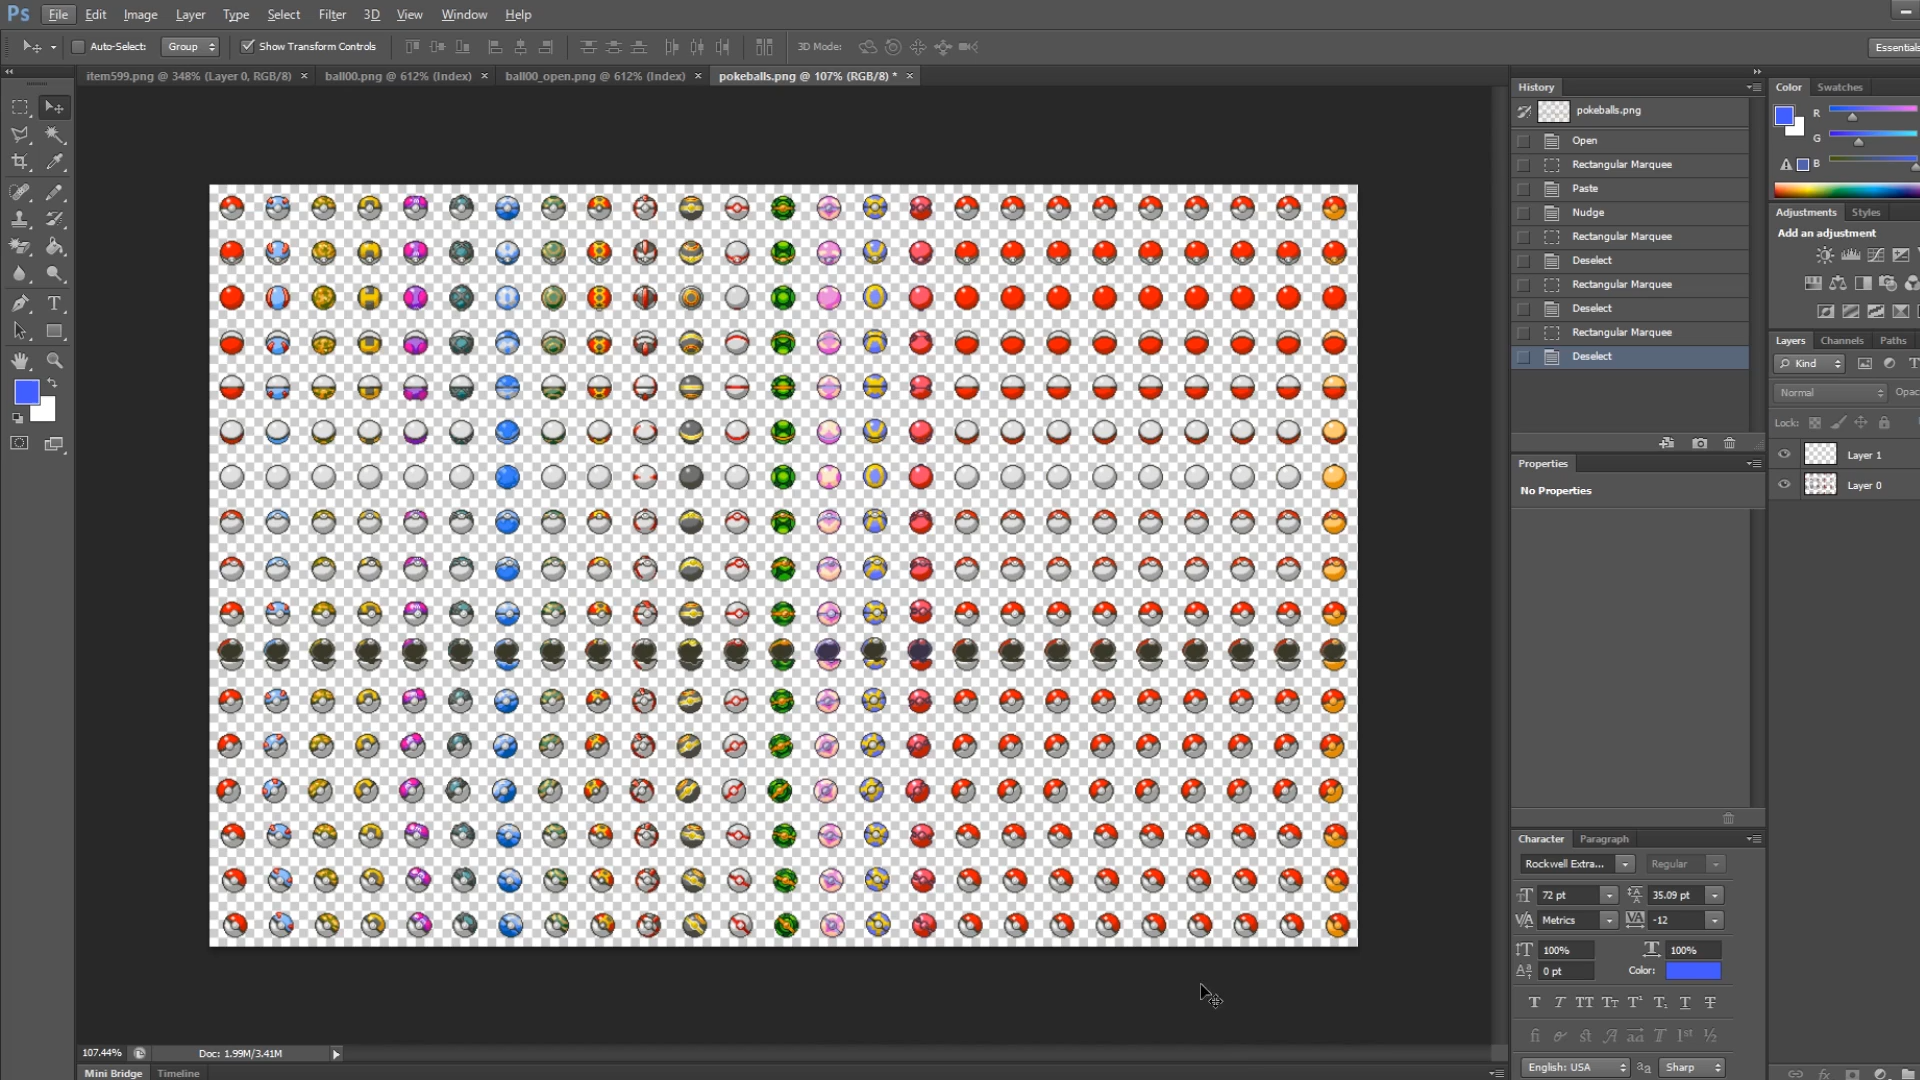 Ps File Edit Image Layer Type Select Filter 3D View Window Help
Auto-Select: Group Show Transform Controls 3D Mode: Essentials
item599.png @ 348% (Layer 0, RGB/8) × ball00.png @ 612% (Index) × ball00_open.png @ 612% (Index) × pokeballs.png @ 107% (RGB/8) * ×
History
pokeballs.png
Open
Rectangular Marquee
Paste
Nudge
Rectangular Marquee
Deselect
Rectangular Marquee
Deselect
Rectangular Marquee
Deselect
Properties
No Properties
Character Paragraph
Rockwell Extra... Regular
72 pt 35.09 pt
Metrics -12
100% 100%
0 pt Color:
English: USA Sharp
Color Swatches
R
G
B
Adjustments Styles
Add an adjustment
Layers Channels Paths
Kind
Normal Opac
Lock:
Layer 1
Layer 0
107.44% Doc: 1.99M/3.41M
Mini Bridge Timeline